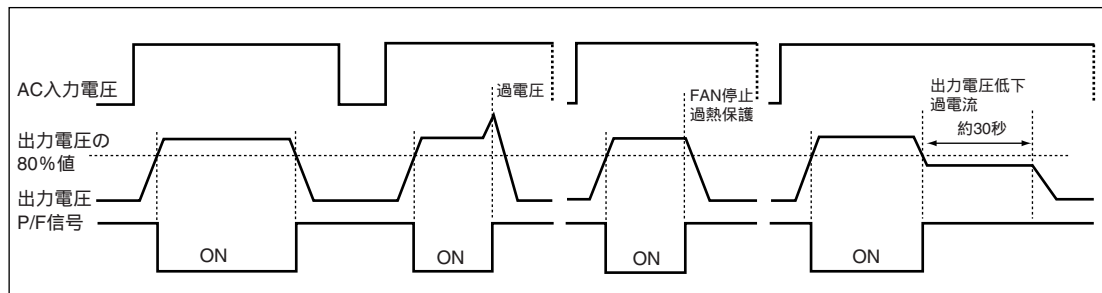 AC入力電圧
過電圧
FAN停止
過熱保護
出力電圧低下
過電流
約30秒
出力電圧の
80%値
出力電圧
P/F信号
ON
ON
ON
ON